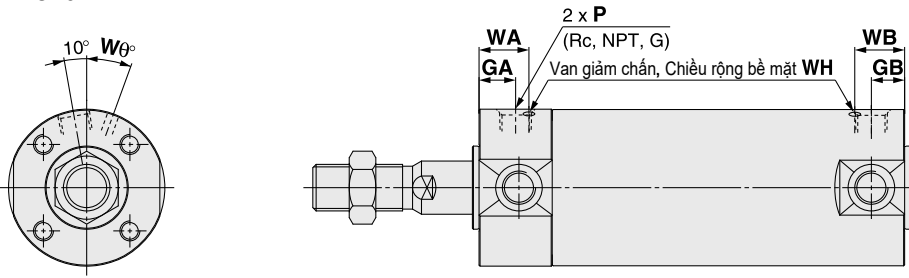 10° Wθ°
2 x P
(Rc, NPT, G)
WA
WB
GA
Van giảm chấn, Chiều rộng bề mặt WH
GB